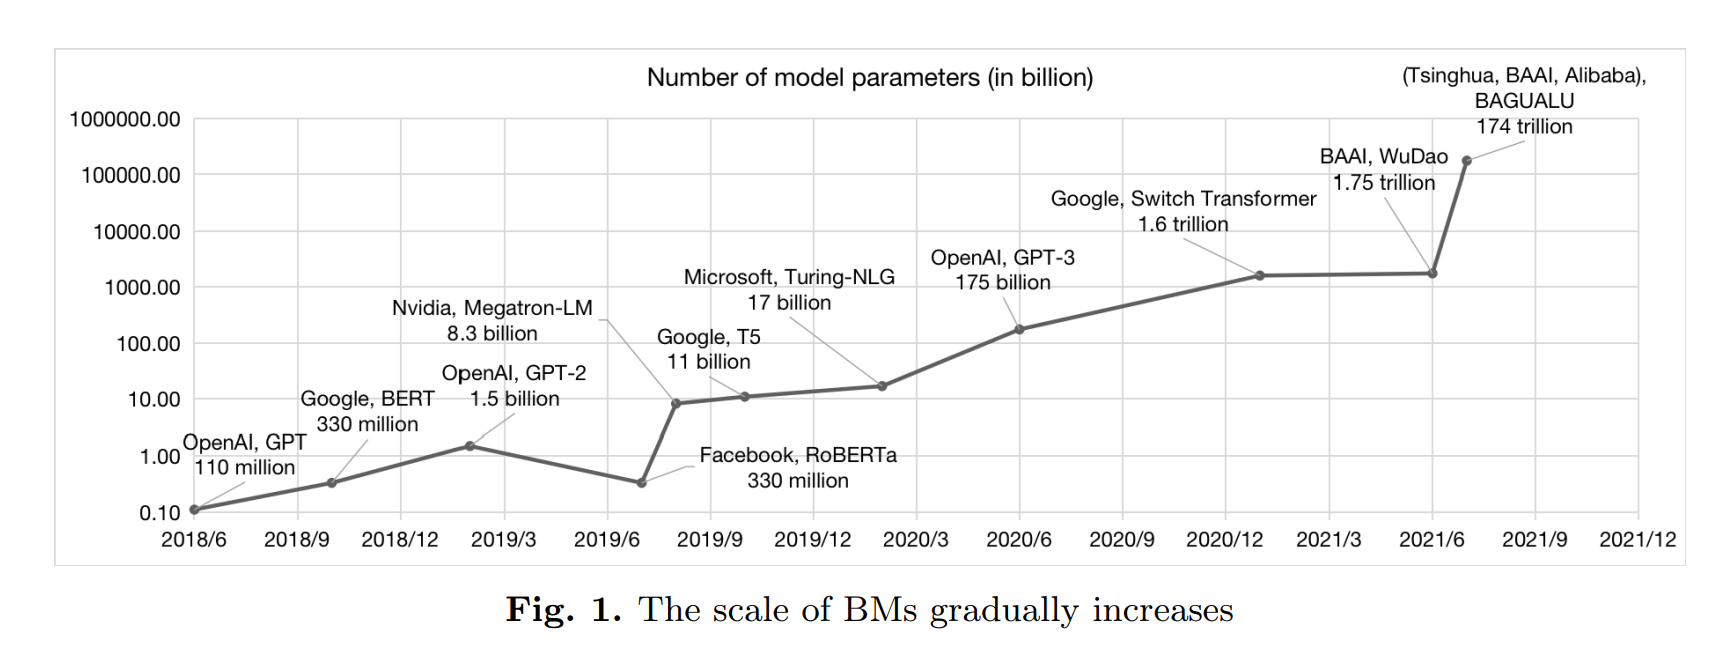 Number of model parameters (in billion)
(Tsinghua, BAAI, Alibaba),
BAGUALU
174 trillion
BAAI, WuDao
1.75 trillion
Google, Switch Transformer
1.6 trillion
OpenAI, GPT-3
175 billion
Microsoft, Turing-NLG
17 billion
Nvidia, Megatron-LM
8.3 billion
Google, T5
11 billion
OpenAI, GPT-2
1.5 billion
Google, BERT
330 million
OpenAI, GPT
110 million
Facebook, RoBERTa
330 million
1000000.00
100000.00
10000.00
1000.00
100.00
10.00
1.00
0.10
2018/6 2018/9 2018/12 2019/3 2019/6 2019/9 2019/12 2020/3 2020/6 2020/9 2020/12 2021/3 2021/6 2021/9 2021/12
Fig. 1. The scale of BMs gradually increases